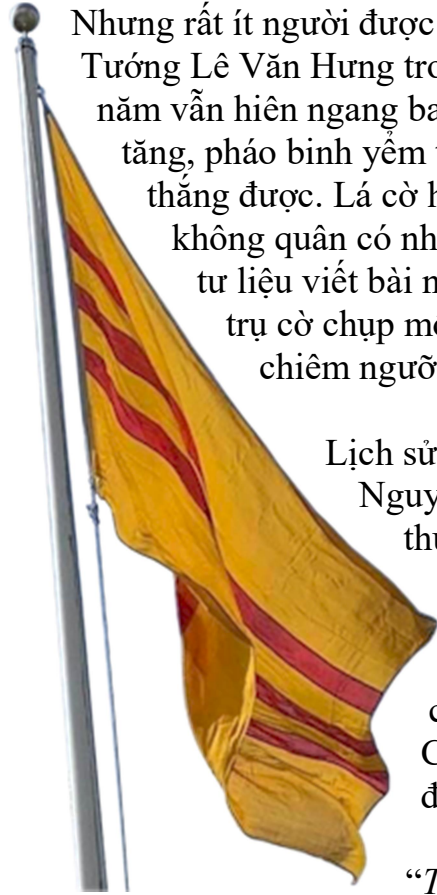 Nhưng rất ít người được
Tướng Lê Văn Hưng tro
năm vẫn hiên ngang ba
tăng, pháo binh yểm t
thắng được. Lá cờ h
không quân có nh
tư liệu viết bài n
trụ cờ chụp mộ
chiêm ngưỡ
Lịch sử
Nguy
thu
c
C
đ
“T